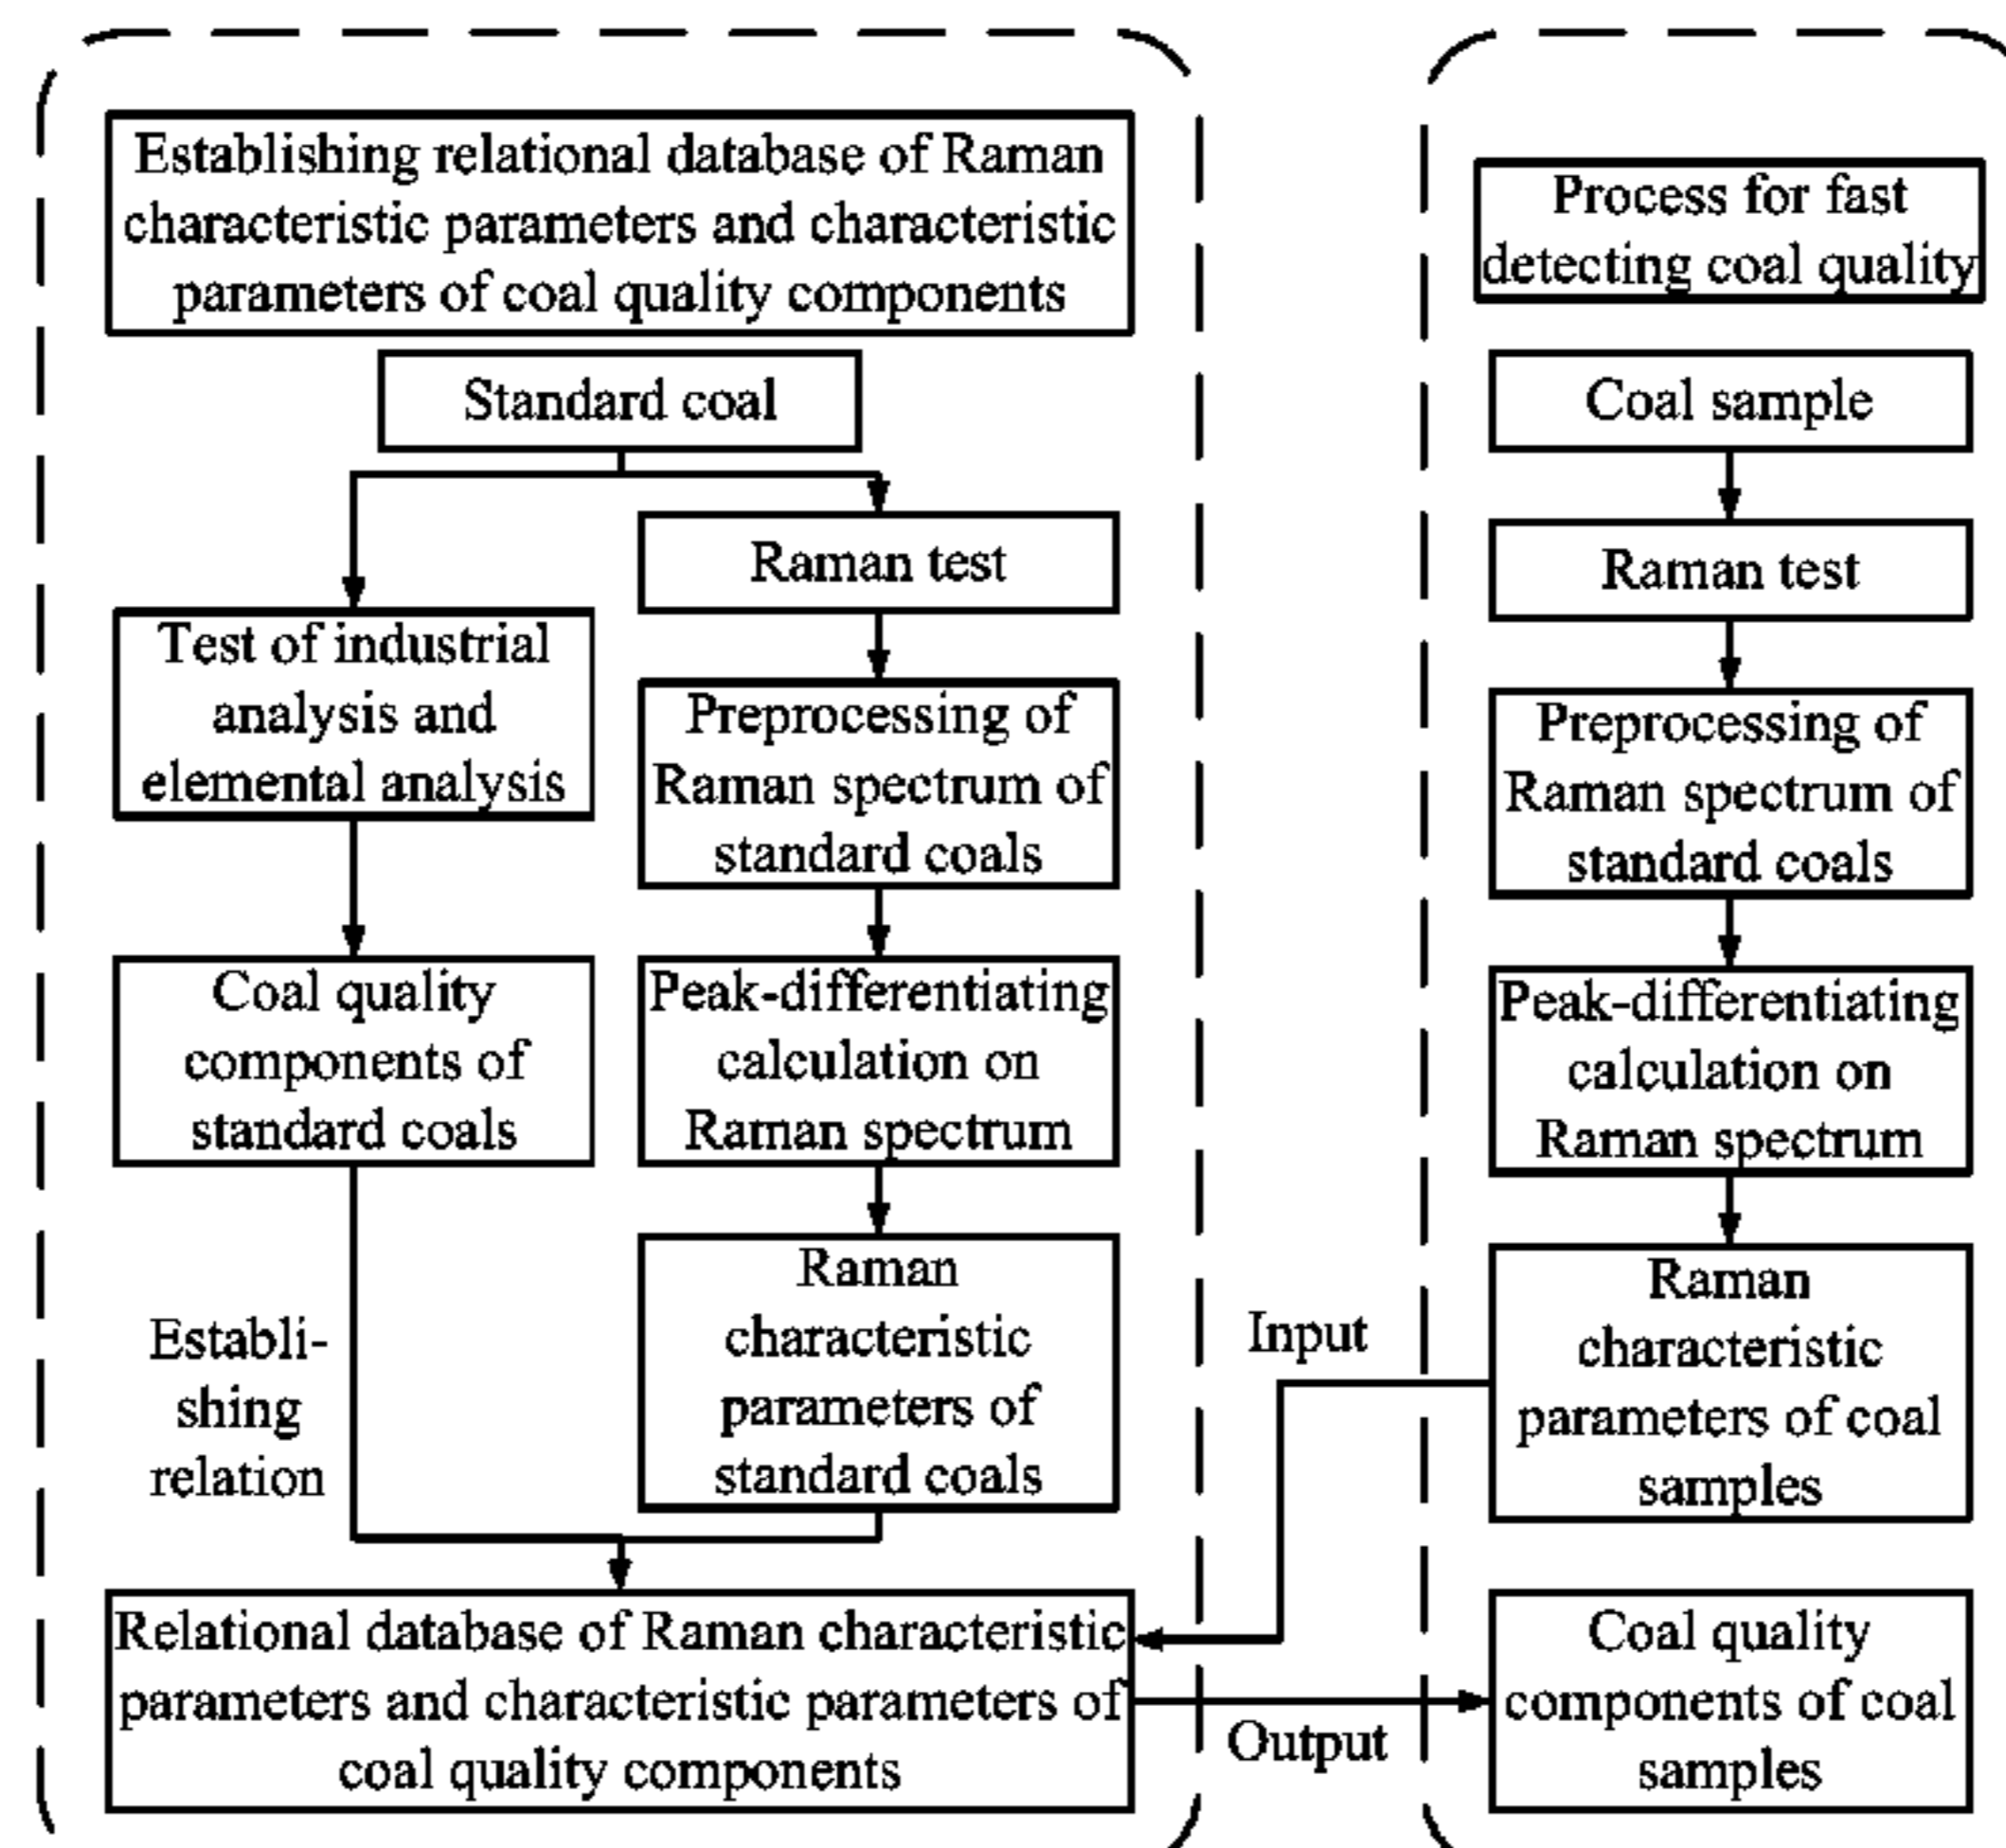 Establishing relational database of Raman
characteristic parameters and characteristic
parameters of coal quality components
Standard coal
Test of industrial
analysis and
elemental analysis
Coal quality
components of
standard coals
Establi-
shing
relation
Raman test
Preprocessing of
Raman spectrum of
standard coals
Peak-differentiating
calculation on
Raman spectrum
Raman
characteristic
parameters of
standard coals
Relational database of Raman characteristic
parameters and characteristic parameters of
coal quality components
Input
Output
Process for fast
detecting coal quality
Coal sample
Raman test
Preprocessing of
Raman spectrum of
standard coals
Peak-differentiating
calculation on
Raman spectrum
Raman
characteristic
parameters of coal
samples
Coal quality
components of coal
samples